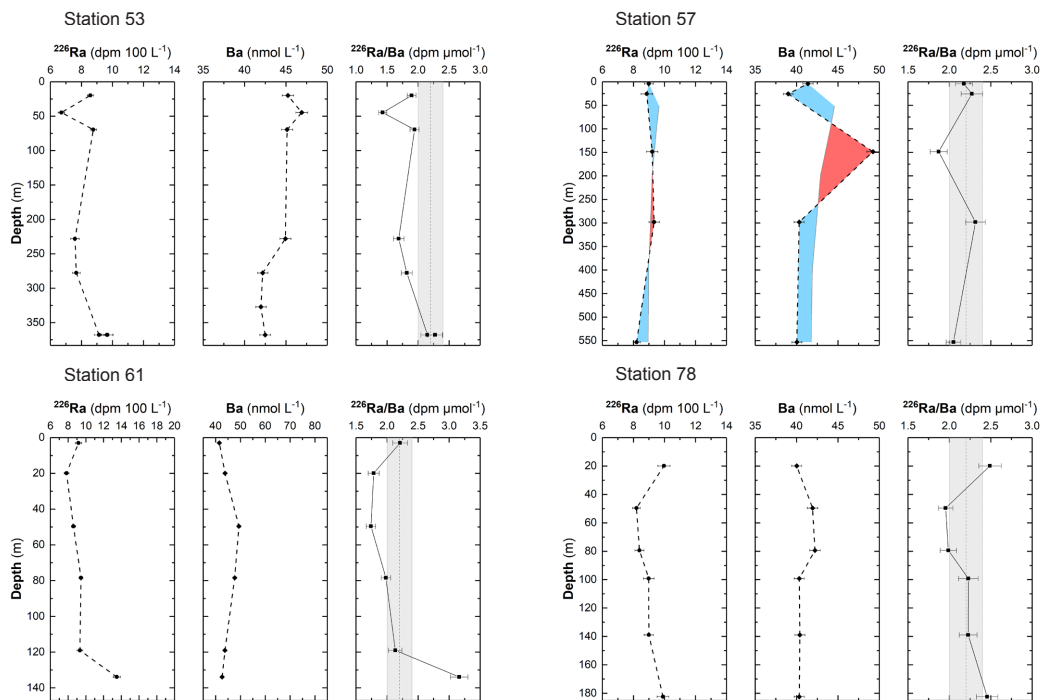 Station 53
²²⁶Ra (dpm 100 L⁻¹) Ba (nmol L⁻¹) ²²⁶Ra/Ba (dpm µmol⁻¹)
6 8 10 12 14 35 40 45 50 1.0 1.5 2.0 2.5 3.0
0
50
100
150
200
250
300
350
Depth (m)
Station 57
²²⁶Ra (dpm 100 L⁻¹) Ba (nmol L⁻¹) ²²⁶Ra/Ba (dpm µmol⁻¹)
6 8 10 12 14 35 40 45 50 1.5 2.0 2.5 3.0
0
50
100
150
200
250
300
350
400
450
500
550
Depth (m)
Station 61
²²⁶Ra (dpm 100 L⁻¹) Ba (nmol L⁻¹) ²²⁶Ra/Ba (dpm µmol⁻¹)
6 8 10 12 14 16 18 20 40 50 60 70 80 1.5 2.0 2.5 3.0 3.5
0
20
40
60
80
100
120
140
Depth (m)
Station 78
²²⁶Ra (dpm 100 L⁻¹) Ba (nmol L⁻¹) ²²⁶Ra/Ba (dpm µmol⁻¹)
6 8 10 12 14 35 40 45 50 1.5 2.0 2.5 3.0
0
20
40
60
80
100
120
140
160
180
Depth (m)